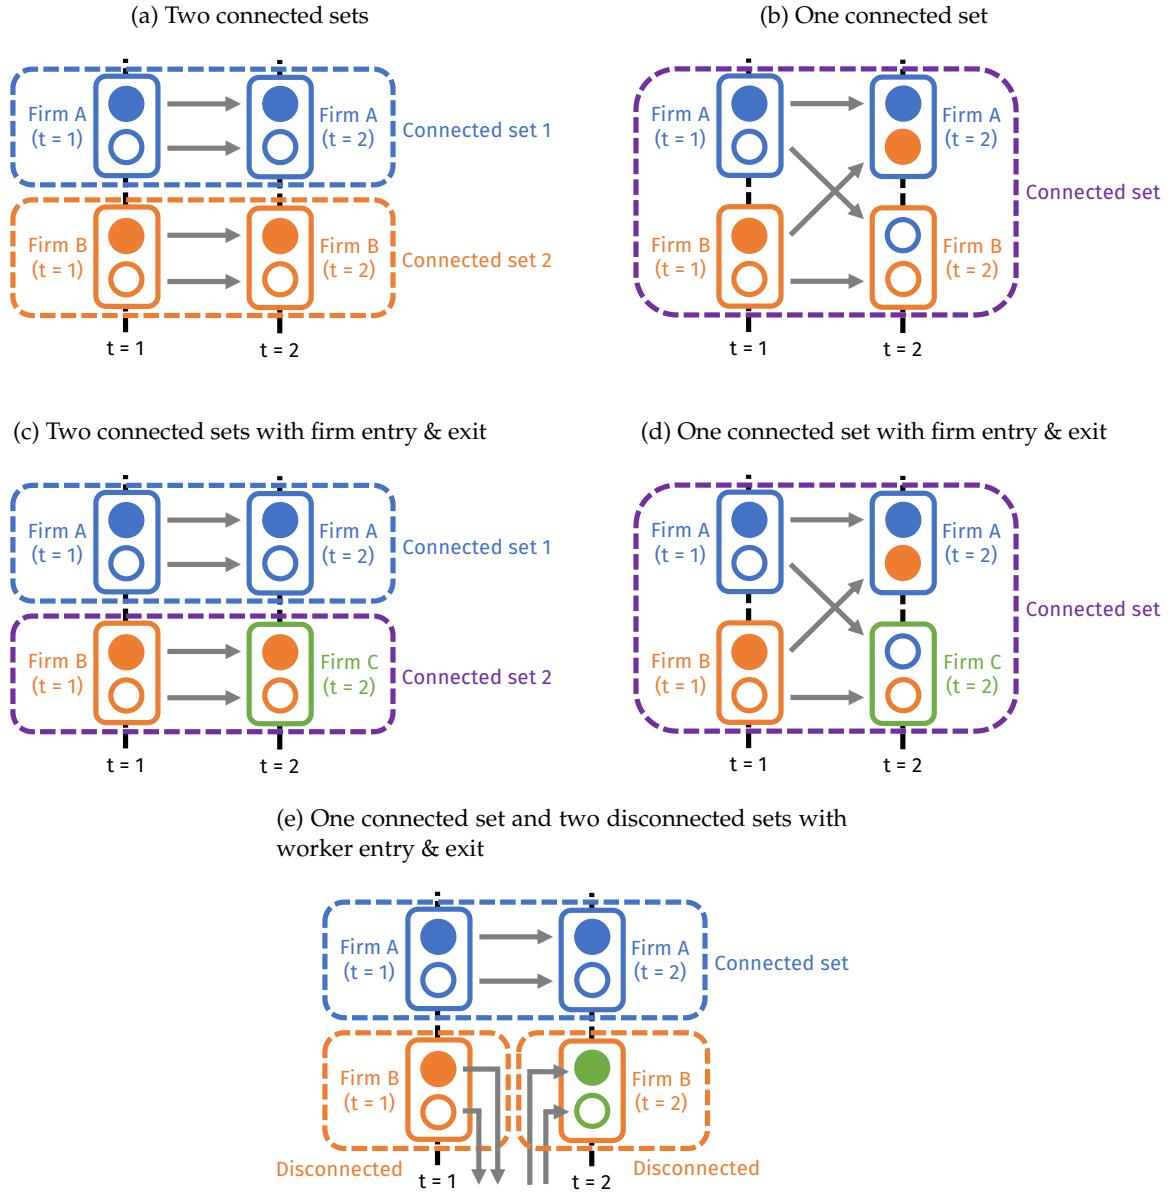 (a) Two connected sets
Firm A
(t = 1)
Firm A
(t = 2)
Connected set 1
Firm B
(t = 1)
Firm B
(t = 2)
Connected set 2
t = 1
t = 2
(b) One connected set
Firm A
(t = 1)
Firm A
(t = 2)
Connected set
Firm B
(t = 1)
Firm B
(t = 2)
t = 1
t = 2
(c) Two connected sets with firm entry & exit
Firm A
(t = 1)
Firm A
(t = 2)
Connected set 1
Firm B
(t = 1)
Firm C
(t = 2)
Connected set 2
t = 1
t = 2
(d) One connected set with firm entry & exit
Firm A
(t = 1)
Firm A
(t = 2)
Connected set
Firm B
(t = 1)
Firm C
(t = 2)
t = 1
t = 2
(e) One connected set and two disconnected sets with
worker entry & exit
Firm A
(t = 1)
Firm A
(t = 2)
Connected set
Firm B
(t = 1)
Firm B
(t = 2)
Disconnected
Disconnected
t = 1
t = 2